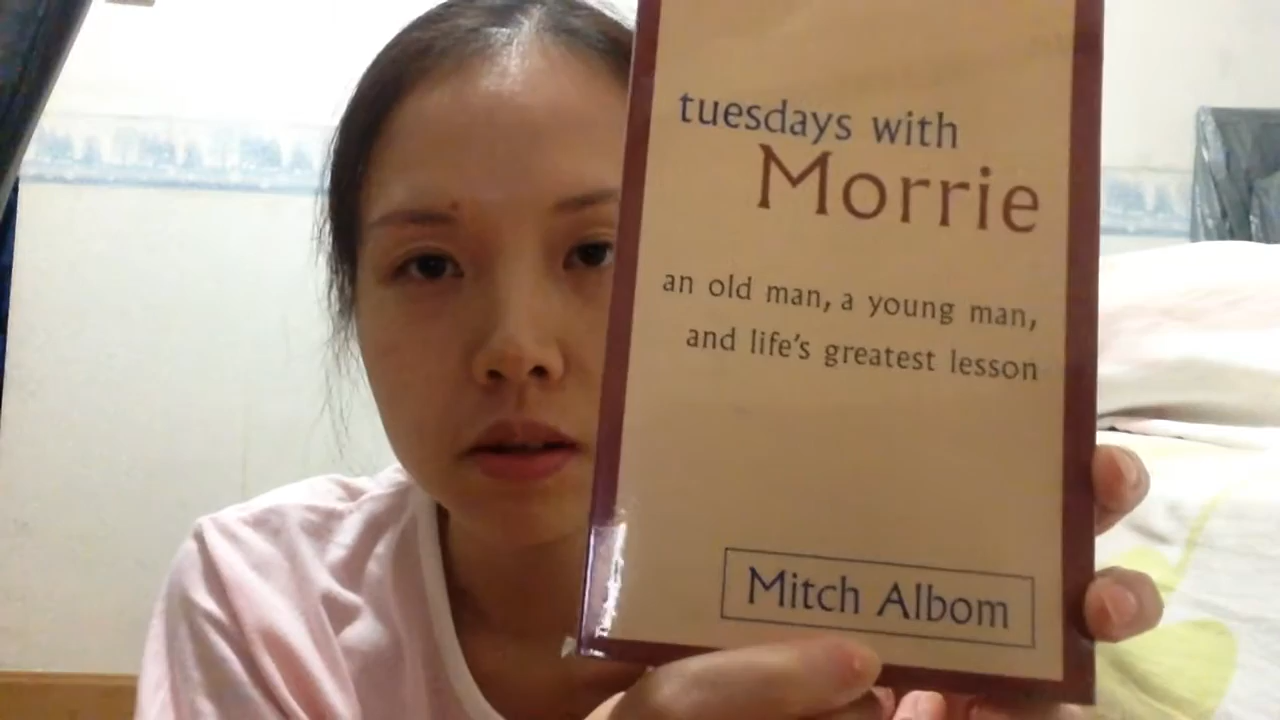 tuesdays with
Morrie
an old man, a young man,
and life's greatest lesson
Mitch Albom